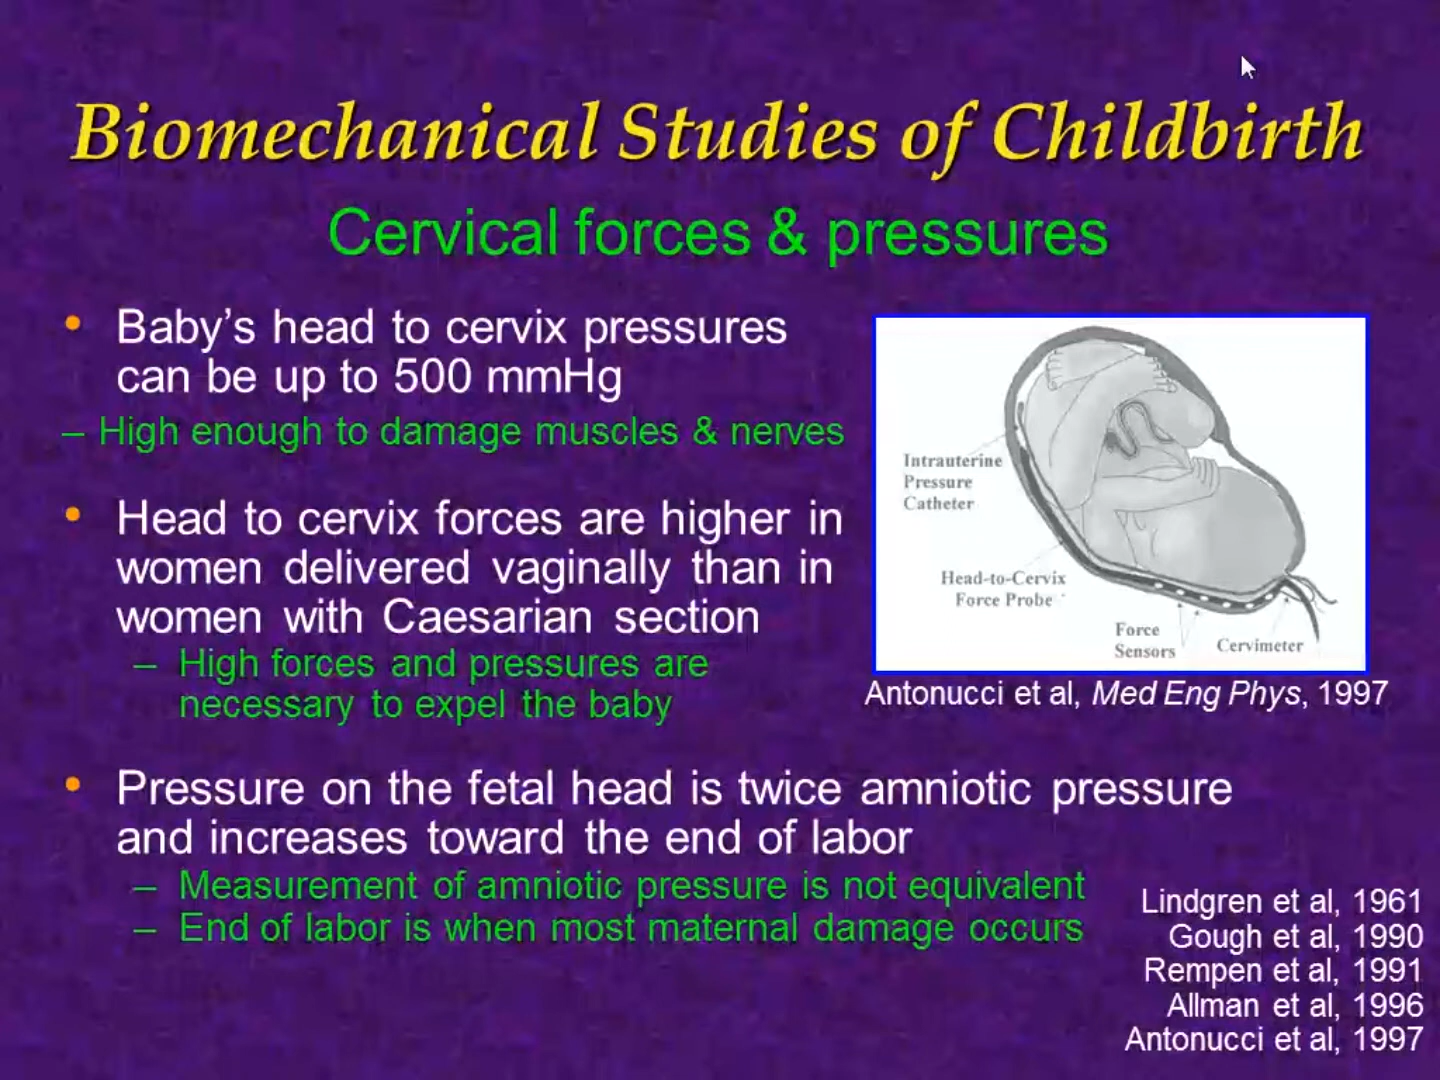 Biomechanical Studies of Childbirth
Cervical forces & pressures
• Baby’s head to cervix pressures
can be up to 500 mmHg
– High enough to damage muscles & nerves
• Head to cervix forces are higher in
women delivered vaginally than in
women with Caesarian section
– High forces and pressures are
necessary to expel the baby
Intrauterine
Pressure
Catheter
Head-to-Cervix
Force Probe
Force
Sensors
Cervimeter
Antonucci et al, Med Eng Phys, 1997
• Pressure on the fetal head is twice amniotic pressure
and increases toward the end of labor
– Measurement of amniotic pressure is not equivalent
– End of labor is when most maternal damage occurs
Lindgren et al, 1961
Gough et al, 1990
Rempen et al, 1991
Allman et al, 1996
Antonucci et al, 1997